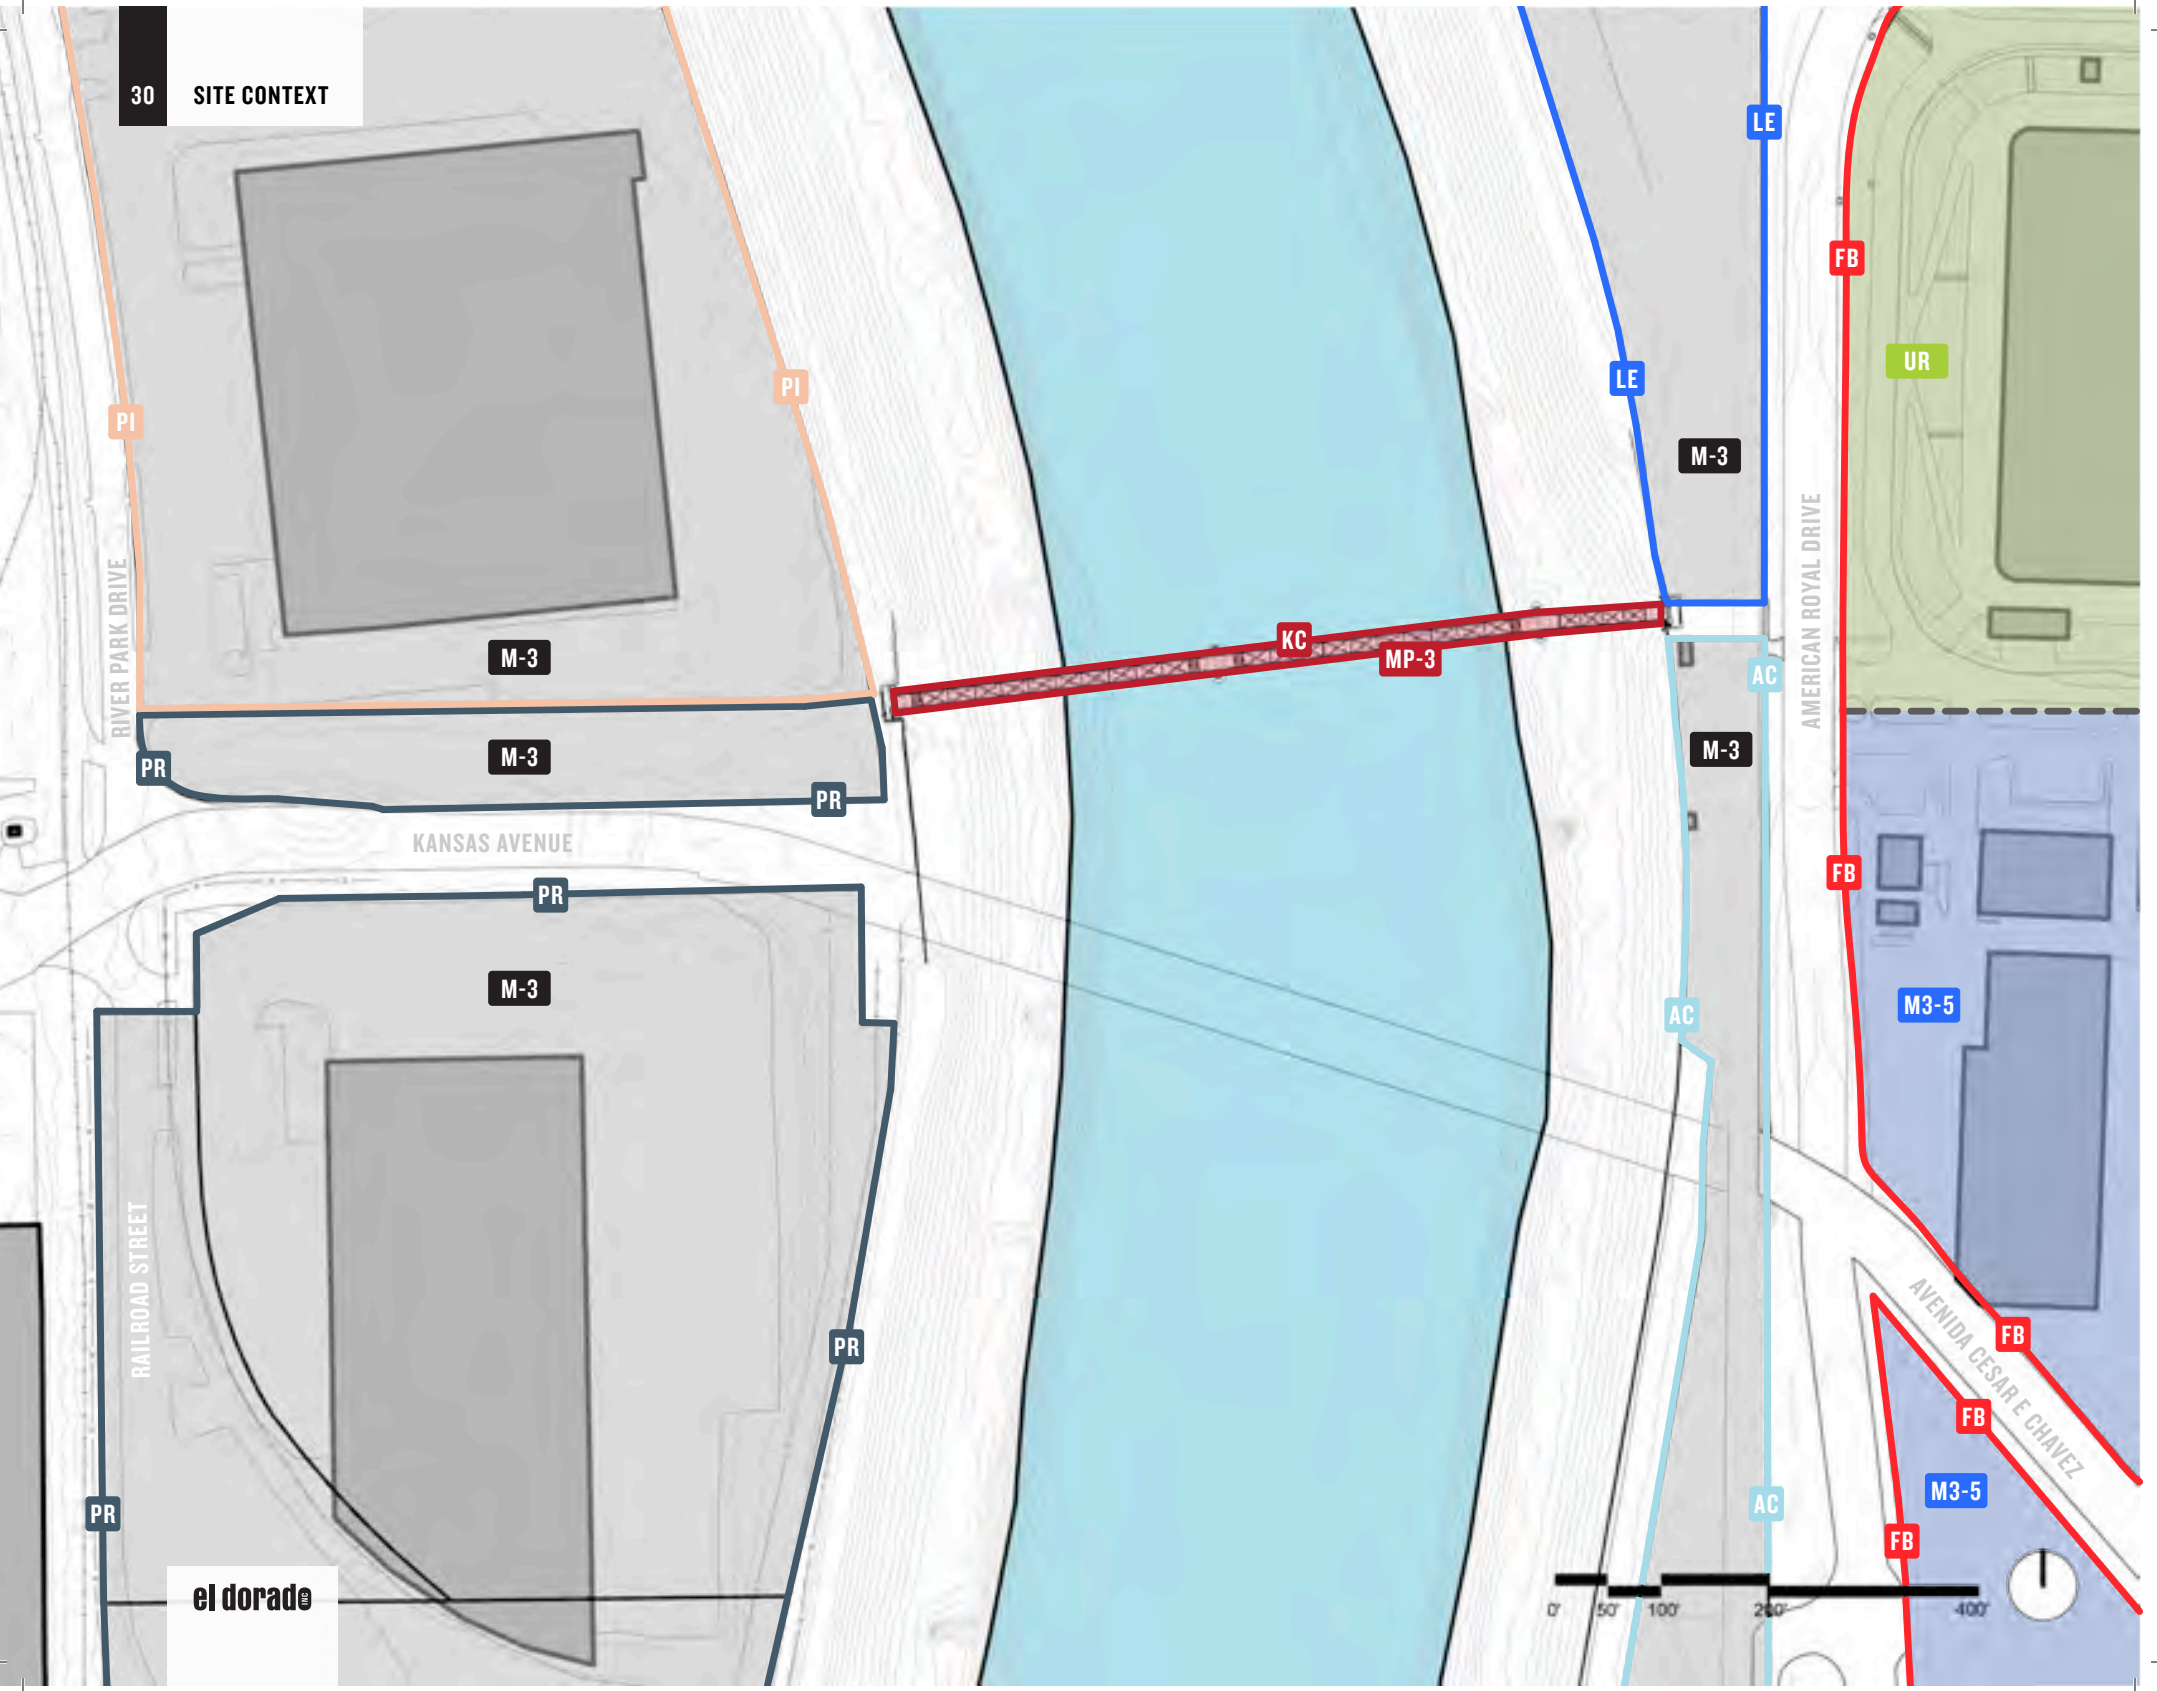 30 SITE CONTEXT
LE
FB
UR
PI
LE
PI
M-3
AMERICAN ROYAL DRIVE
RIVER PARK DRIVE
KC
MP-3
M-3
AC
M-3
M-3
PR
PR
KANSAS AVENUE
FB
PR
M-3
M3-5
AC
RAILROAD STREET
AVENIDA CESAR E CHAVEZ
FB
PR
FB
M3-5
PR
AC
FB
el dorado INC
0' 50' 100' 200' 400'